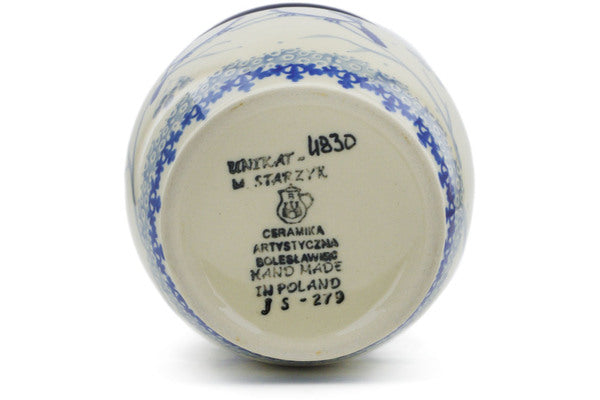 UNIKAT - U830
M. STARZYK
CERAMIKA
ARTYSTYCZNA
BOLESŁAWIEC
HAND MADE
IN POLAND
JS - 279